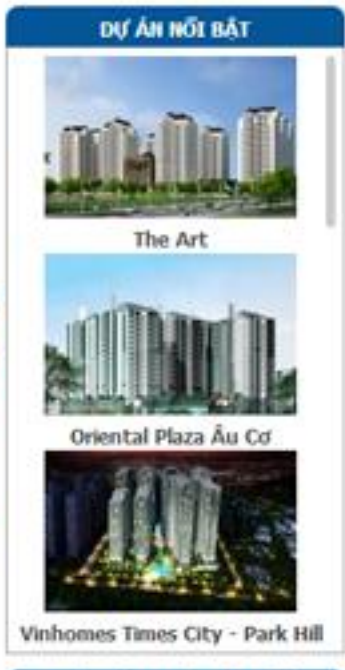 DỰ ÁN NỔI BẬT
The Art
Oriental Plaza Âu Cơ
Vinhomes Times City - Park Hill